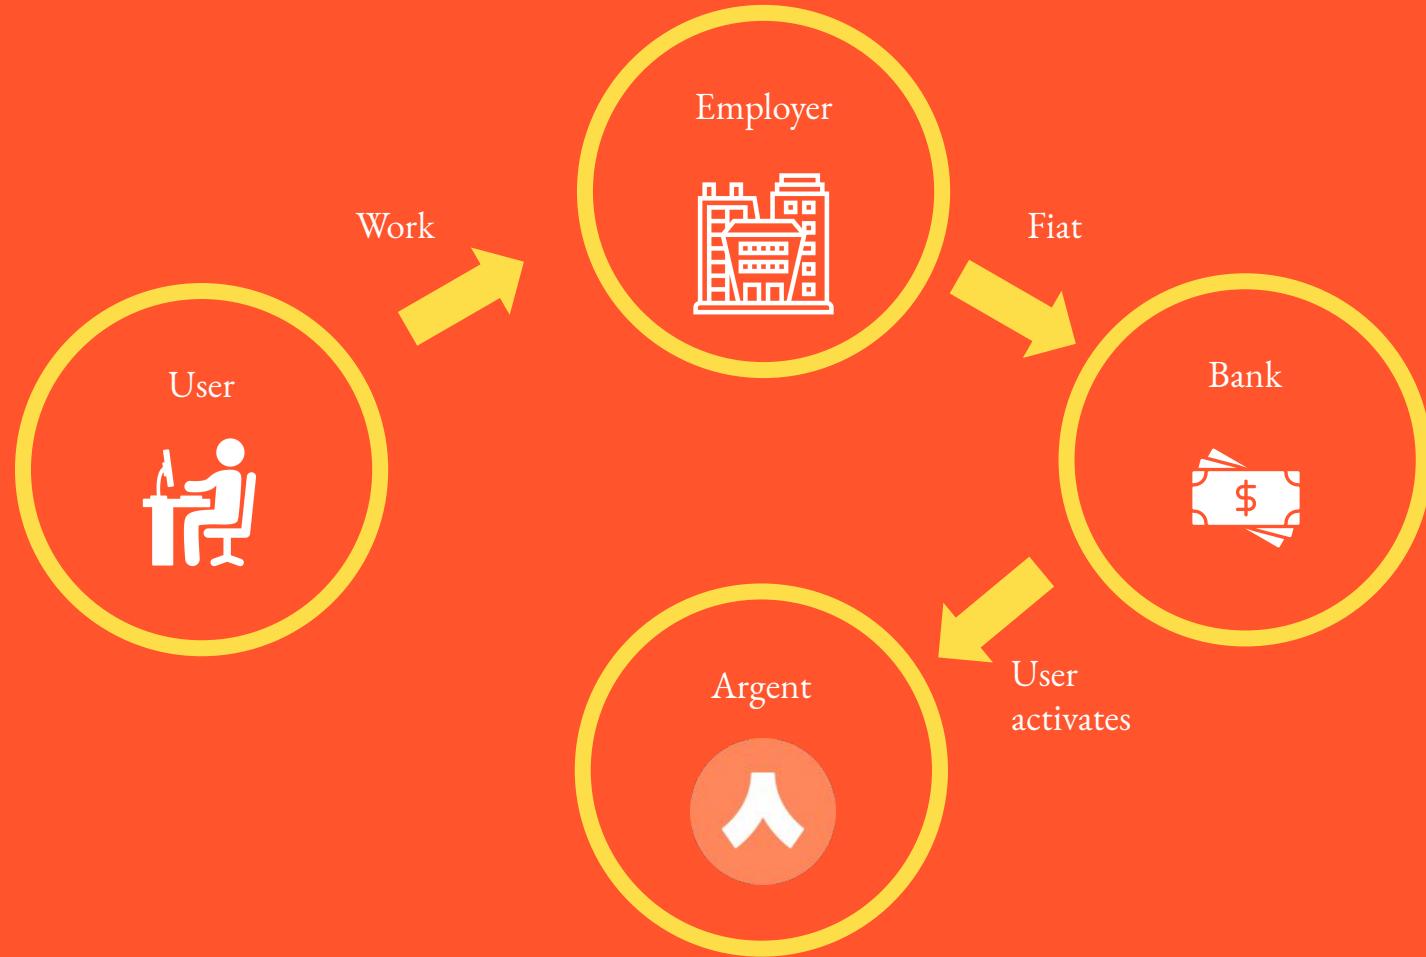 Employer
Work
Fiat
User
Bank
$
Argent
User
activates